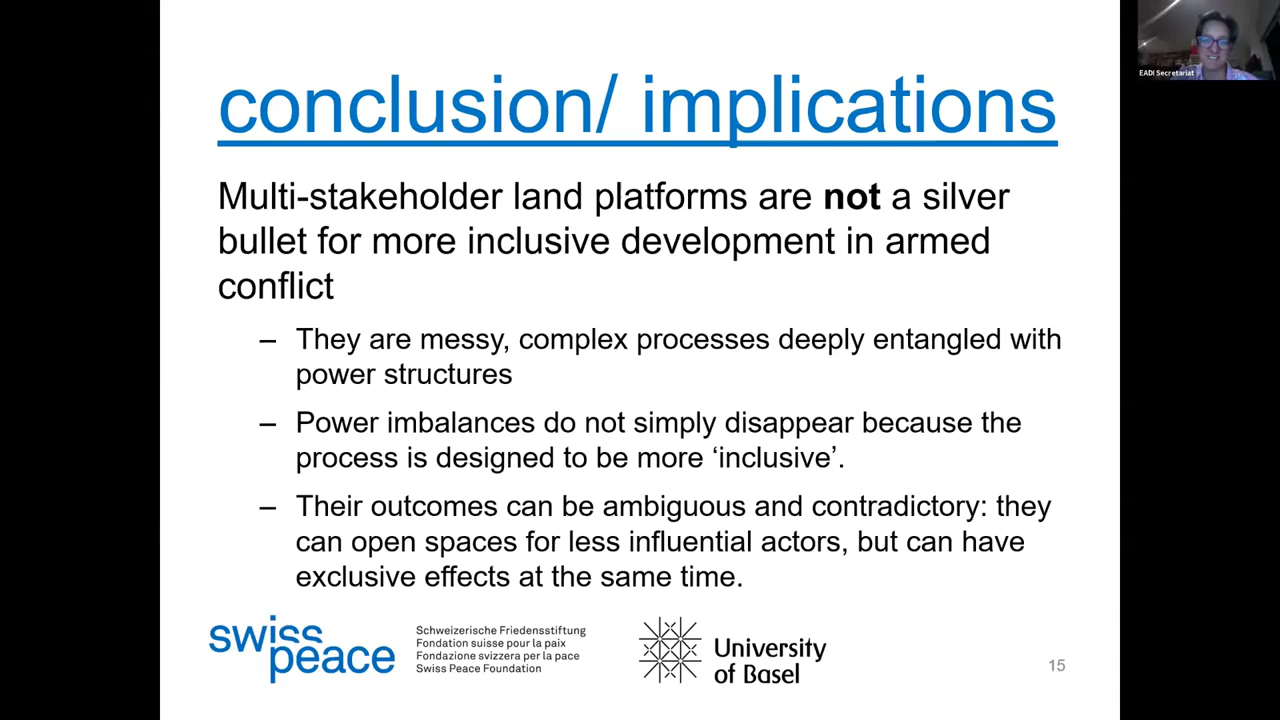 EADI Secretariat
conclusion/ implications
Multi-stakeholder land platforms are not a silver
bullet for more inclusive development in armed
conflict
– They are messy, complex processes deeply entangled with
power structures
– Power imbalances do not simply disappear because the
process is designed to be more ‘inclusive’.
– Their outcomes can be ambiguous and contradictory: they
can open spaces for less influential actors, but can have
exclusive effects at the same time.
swiss
peace
Schweizerische Friedensstiftung
Fondation suisse pour la paix
Fondazione svizzera per la pace
Swiss Peace Foundation
University
of Basel
15